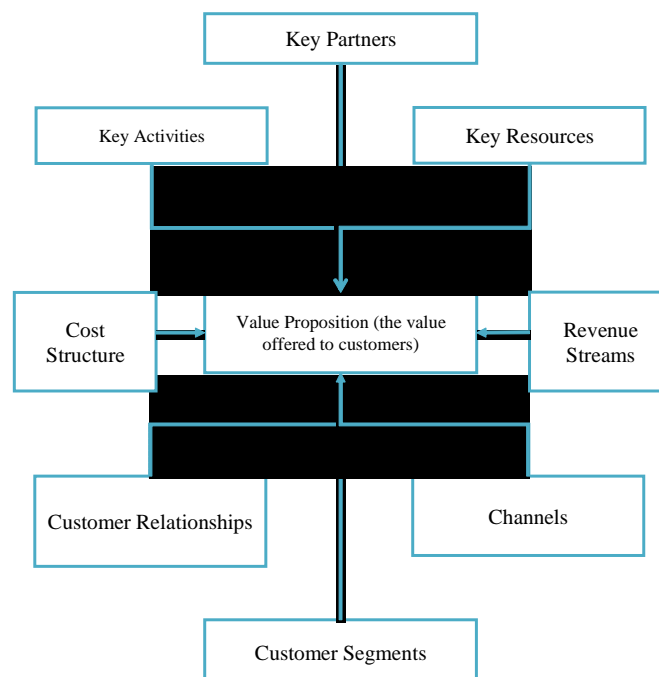 Key Partners
Key Activities
Key Resources
Cost
Structure
Value Proposition (the value
offered to customers)
Revenue
Streams
Customer Relationships
Channels
Customer Segments